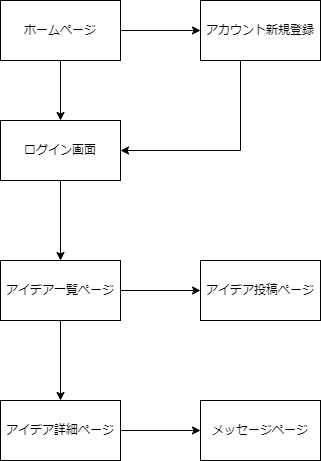 ホームページ
アカウント新規登録
ログイン画面
アイデア一覧ページ
アイデア投稿ページ
アイデア詳細ページ
メッセージページ